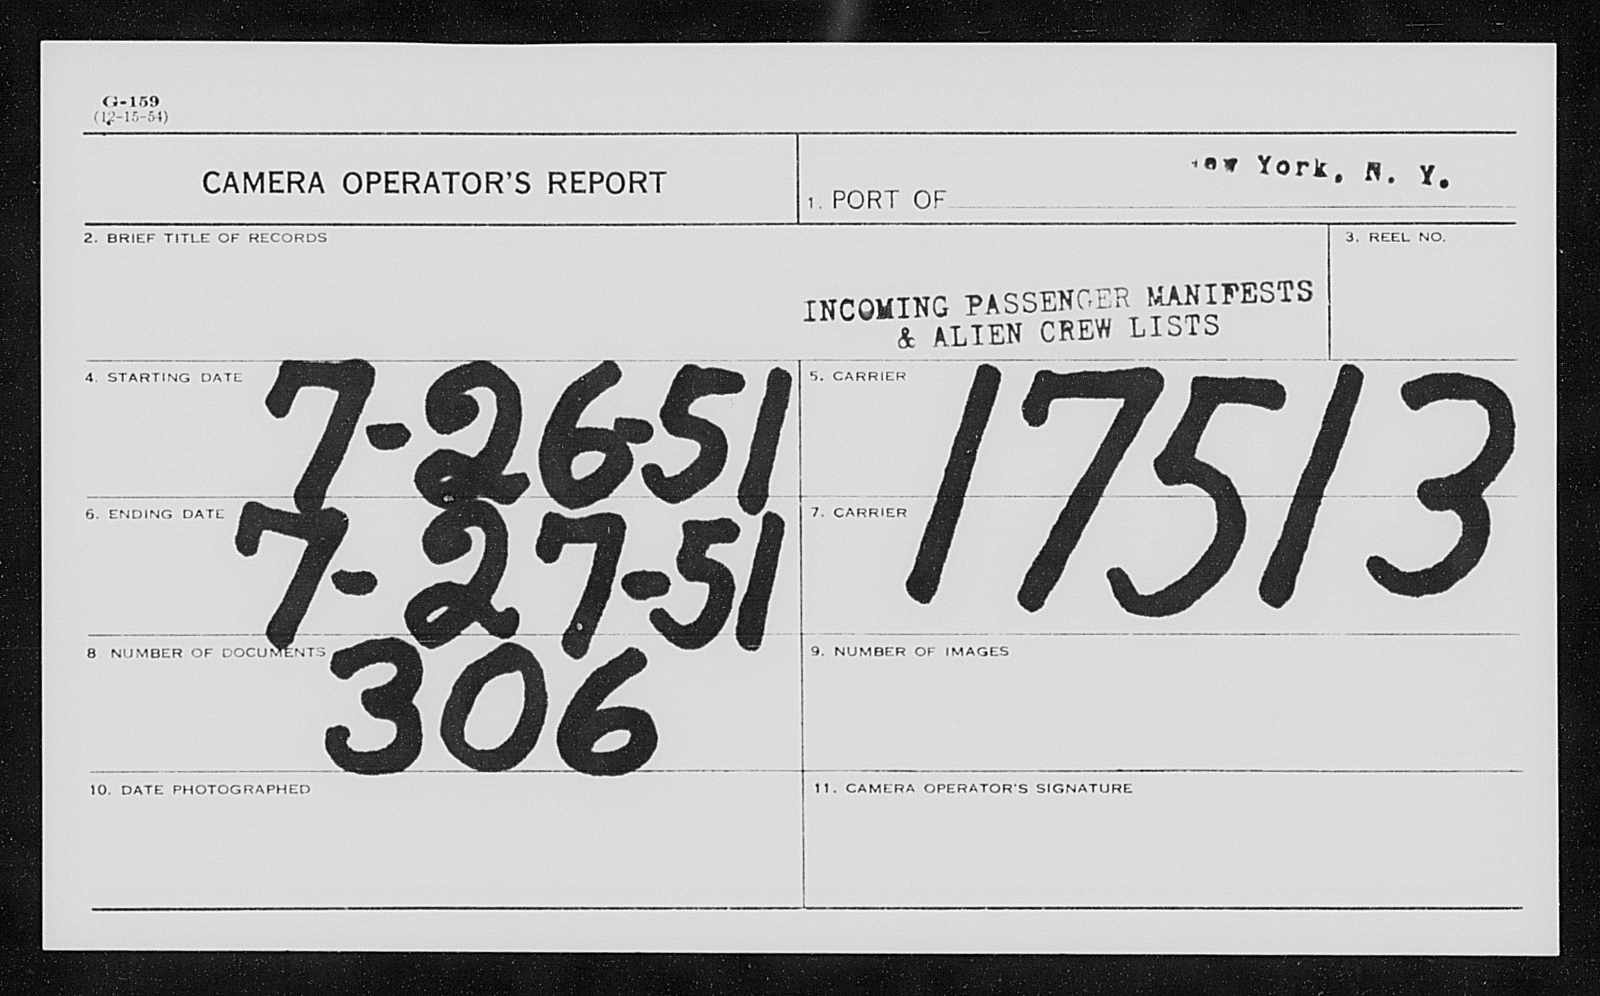 G-159
(12-15-54)
CAMERA OPERATOR'S REPORT
1. PORT OF New York, N. Y.
2. BRIEF TITLE OF RECORDS
3. REEL NO.
INCOMING PASSENGER MANIFESTS
& ALIEN CREW LISTS
4. STARTING DATE 7-26-51
5. CARRIER 17513
6. ENDING DATE 7-27-51
7. CARRIER
8 NUMBER OF DOCUMENTS 306
9. NUMBER OF IMAGES
10. DATE PHOTOGRAPHED
11. CAMERA OPERATOR'S SIGNATURE